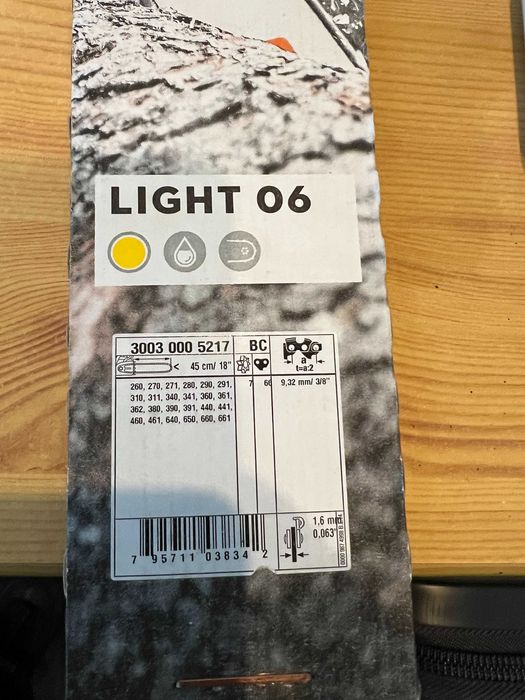 LIGHT 06
3003 000 5217 BC
< 45 cm/ 18"
a
t=a:2
260, 270, 271, 280, 290, 291, 7 66 9,32 mm/ 3/8"
310, 311, 340, 341, 360, 361,
362, 380, 390, 391, 440, 441,
460, 461, 640, 650, 660, 661
1.6 mm
0.063"
7 95711 03834 2